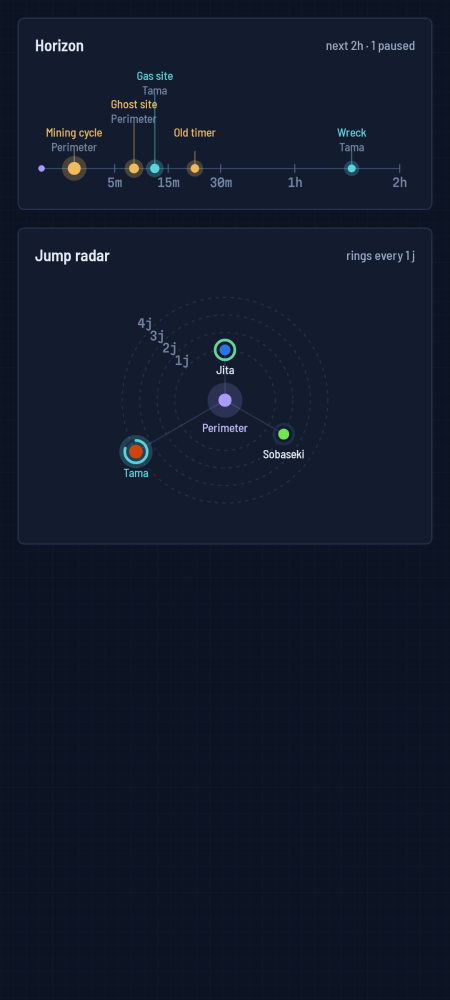 Horizon
next 2h · 1 paused
Gas site
Tama
Ghost site
Perimeter
Mining cycle
Perimeter
Old timer
Wreck
Tama
5m
15m
30m
1h
2h
Jump radar
rings every 1j
4j
3j
2j
1j
Jita
Perimeter
Sobaseki
Tama